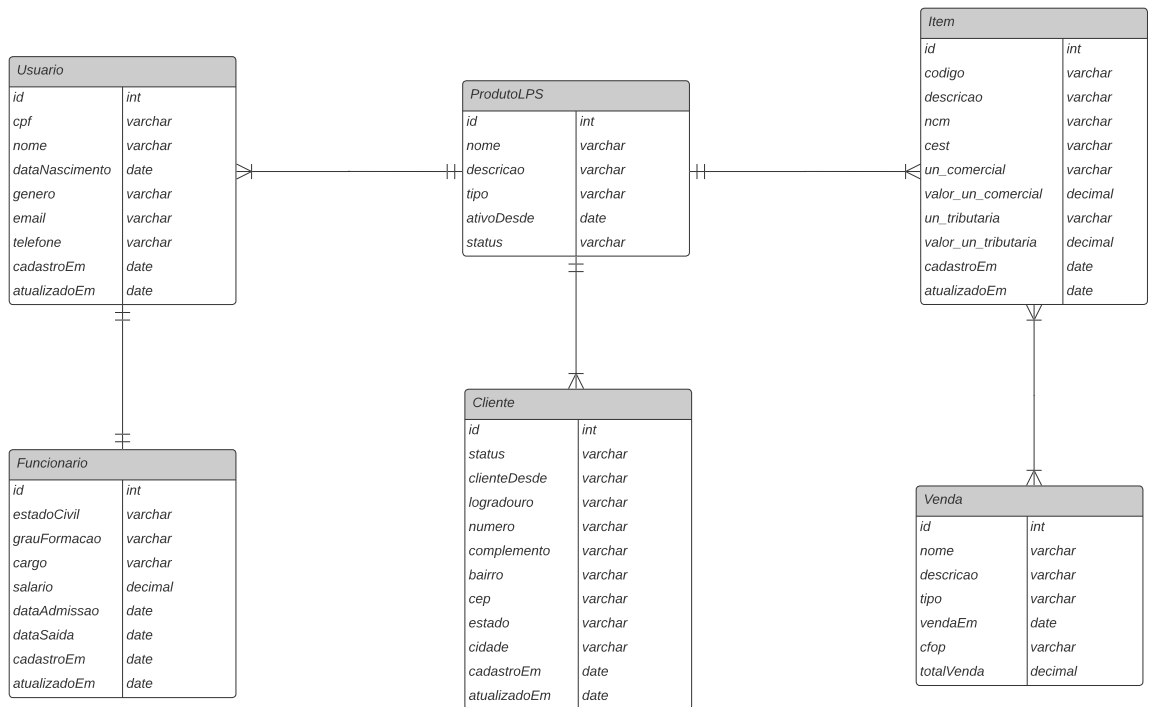 Usuario
id int
cpf varchar
nome varchar
dataNascimento date
genero varchar
email varchar
telefone varchar
cadastroEm date
atualizadoEm date
ProdutoLPS
id int
nome varchar
descricao varchar
tipo varchar
ativoDesde date
status varchar
Item
id int
codigo varchar
descricao varchar
ncm varchar
cest varchar
un_comercial varchar
valor_un_comercial decimal
un_tributaria varchar
valor_un_tributaria decimal
cadastroEm date
atualizadoEm date
Funcionario
id int
estadoCivil varchar
grauFormacao varchar
cargo varchar
salario decimal
dataAdmissao date
dataSaida date
cadastroEm date
atualizadoEm date
Cliente
id int
status varchar
clienteDesde varchar
logradouro varchar
numero varchar
complemento varchar
bairro varchar
cep varchar
estado varchar
cidade varchar
cadastroEm date
atualizadoEm date
Venda
id int
nome varchar
descricao varchar
tipo varchar
vendaEm date
cfop varchar
totalVenda decimal